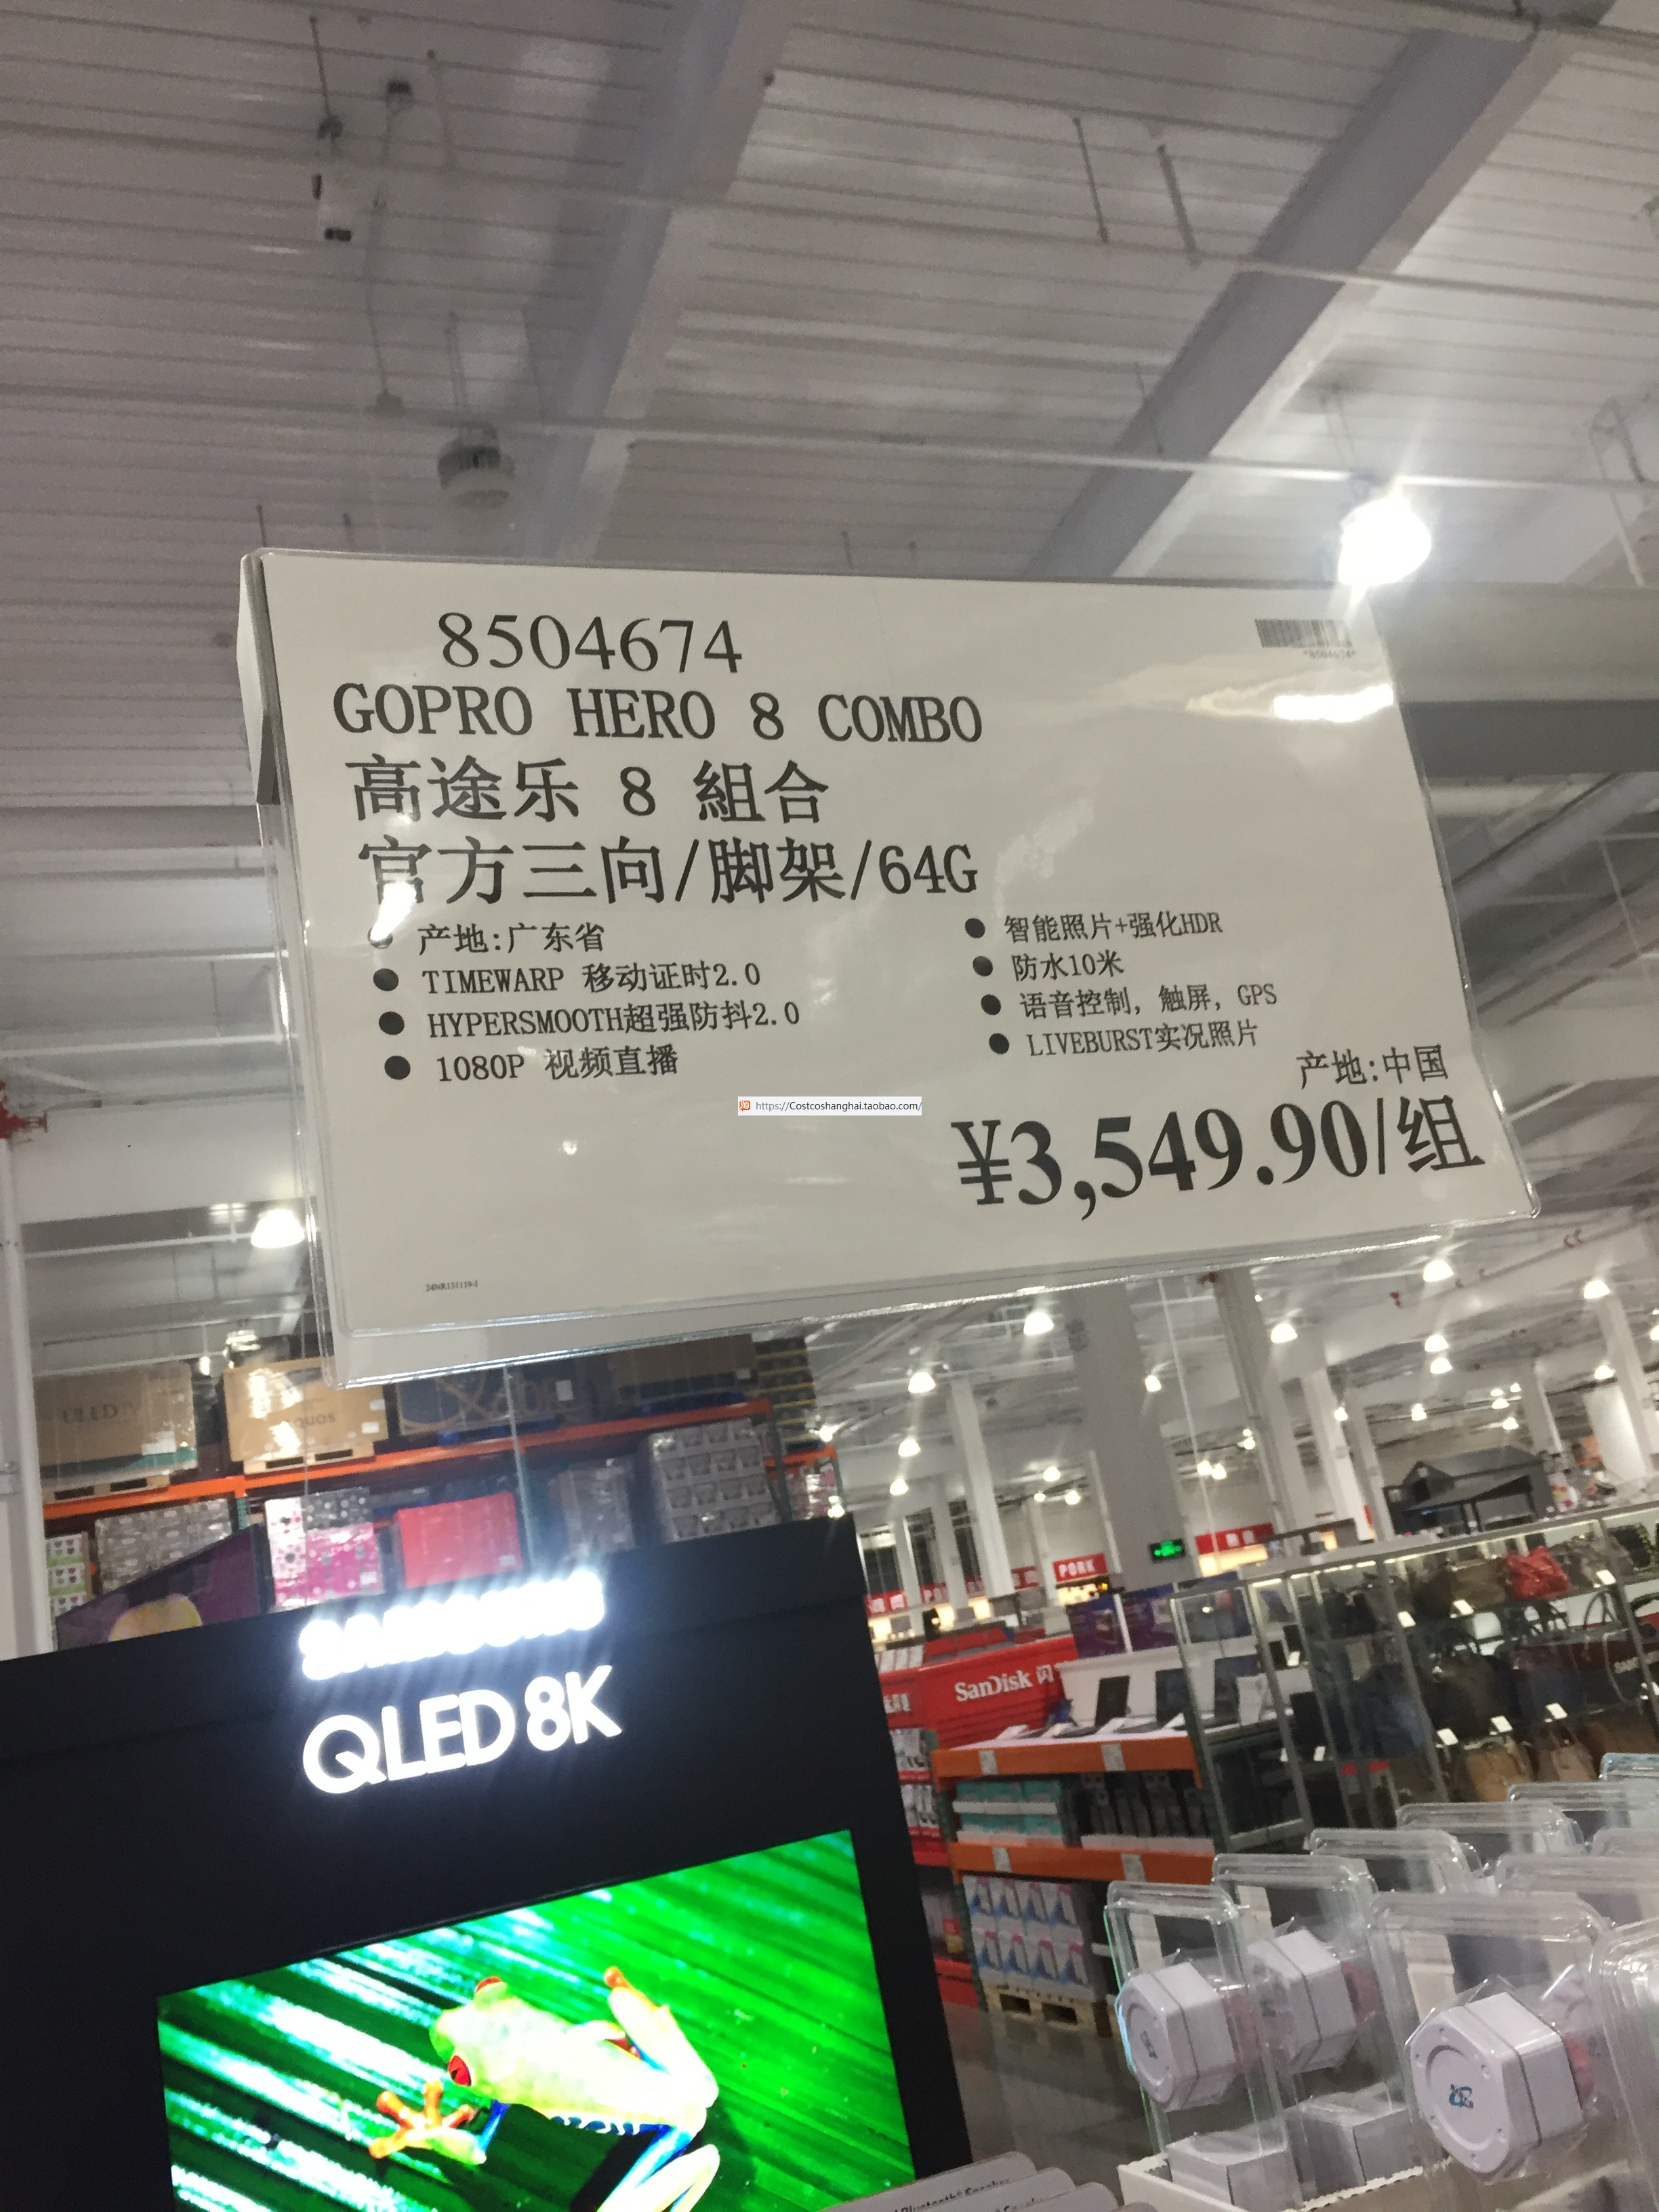 8504674
*8504674*
GOPRO HERO 8 COMBO
高途乐 8 組合
官方三向/脚架/64G
产地:广东省
TIMEWARP 移动证时2.0
HYPERSMOOTH超强防抖2.0
1080P 视频直播
智能照片+强化HDR
防水10米
语音控制, 触屏, GPS
LIVEBURST实况照片
产地:中国
https://Costcoshanghai.taobao.com/
¥3,549.90/组
24NR131119-1
SAMSUNG
QLED 8K
PORK
SanDisk 闪